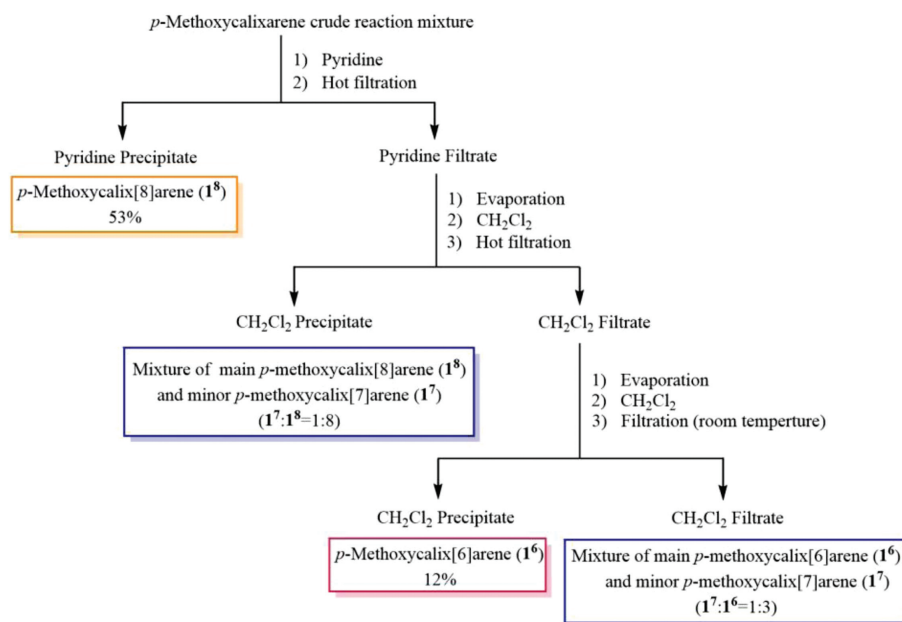 p-Methoxycalixarene crude reaction mixture
1) Pyridine
2) Hot filtration
Pyridine Precipitate
Pyridine Filtrate
p-Methoxycalix[8]arene (1⁸)
53%
1) Evaporation
2) CH₂Cl₂
3) Hot filtration
CH₂Cl₂ Precipitate
CH₂Cl₂ Filtrate
Mixture of main p-methoxycalix[8]arene (1⁸)
and minor p-methoxycalix[7]arene (1⁷)
(1⁷:1⁸=1:8)
1) Evaporation
2) CH₂Cl₂
3) Filtration (room temperture)
CH₂Cl₂ Precipitate
CH₂Cl₂ Filtrate
p-Methoxycalix[6]arene (1⁶)
12%
Mixture of main p-methoxycalix[6]arene (1⁶)
and minor p-methoxycalix[7]arene (1⁷)
(1⁷:1⁶=1:3)